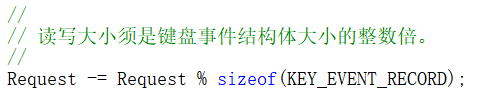 //
// 读写大小须是键盘事件结构体大小的整数倍。
//
Request -= Request % sizeof(KEY_EVENT_RECORD);